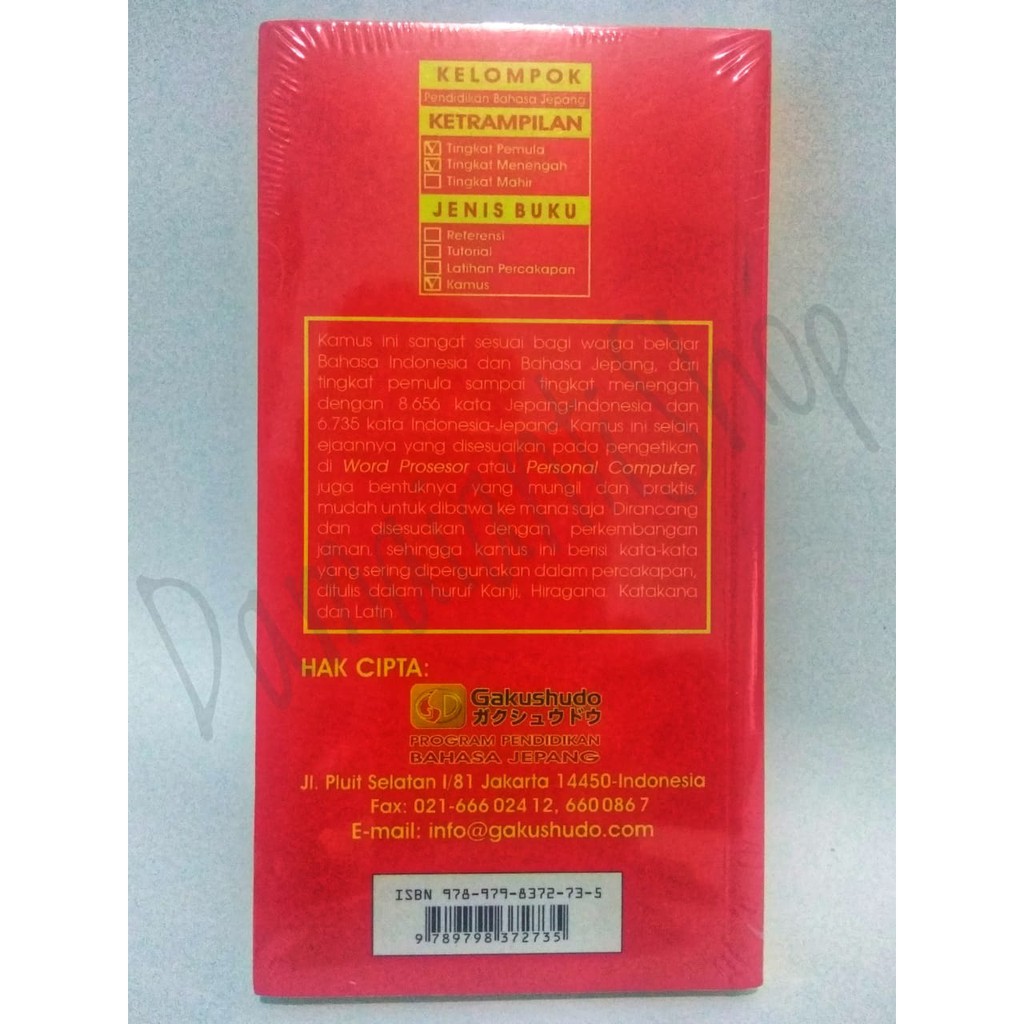 KELOMPOK
Pendidikan Bahasa Jepang
KETRAMPILAN
Tingkat Pemula
Tingkat Menengah
Tingkat Mahir
JENIS BUKU
Referensi
Tutorial
Latihan Percakapan
Kamus
Kamus ini sangat sesuai bagi warga belajar
Bahasa Indonesia dan Bahasa Jepang, dari
tingkat pemula sampai tingkat menengah
dengan 8.656 kata Jepang-Indonesia dan
6.735 kata Indonesia-Jepang. Kamus ini selain
ejaannya yang disesuaikan pada pengetikan
di Word Prosesor atau Personal Computer,
juga bentuknya yang mungil dan praktis,
mudah untuk dibawa ke mana saja. Dirancang
dan disesuaikan dengan perkembangan
jaman, sehingga kamus ini berisi kata-kata
yang sering dipergunakan dalam percakapan,
ditulis dalam huruf Kanji, Hiragana, Katakana
dan Latin
HAK CIPTA:
GD Gakushudo
ガクシュウドウ
PROGRAM PENDIDIKAN
BAHASA JEPANG
Jl. Pluit Selatan I/81 Jakarta 14450-Indonesia
Fax: 021-666 024 12, 660 086 7
E-mail: info@gakushudo.com
ISBN 978-979-8372-73-5
9 789798 372735